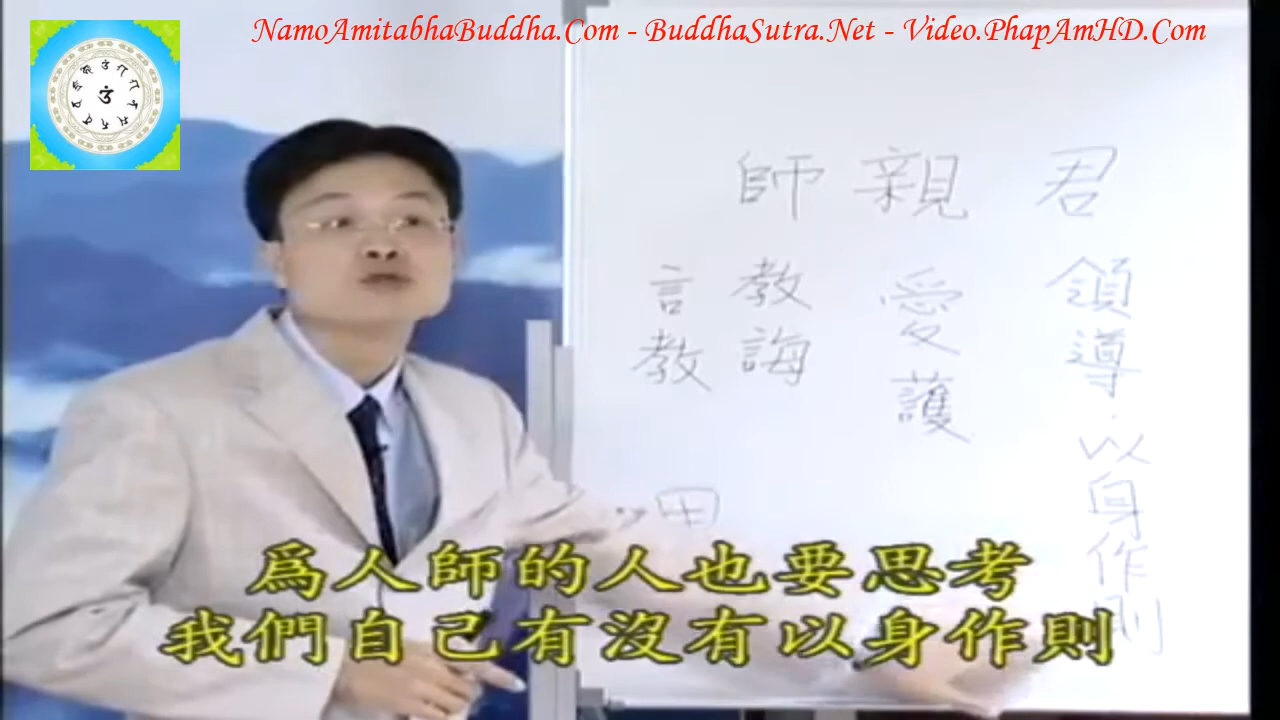 NamoAmitabhaBuddha.Com - BuddhaSutra.Net - Video.PhapAmHD.Com
君 親 師
領導·以身作則
愛護
教誨
言教
田
爲人師的人也要思考
我們自己有沒有以身作則